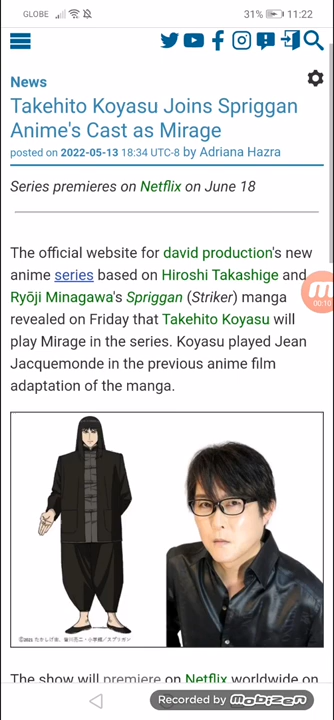 GLOBE
31%
11:22
News
Takehito Koyasu Joins Spriggan
Anime's Cast as Mirage
posted on 2022-05-13 18:34 UTC-8 by Adriana Hazra
Series premieres on Netflix on June 18
The official website for david production's new
anime series based on Hiroshi Takashige and
Ryōji Minagawa's Spriggan (Striker) manga
revealed on Friday that Takehito Koyasu will
play Mirage in the series. Koyasu played Jean
Jacquemonde in the previous anime film
adaptation of the manga.
00:10
The show will premiere on Netflix worldwide on
Recorded by Mobizen